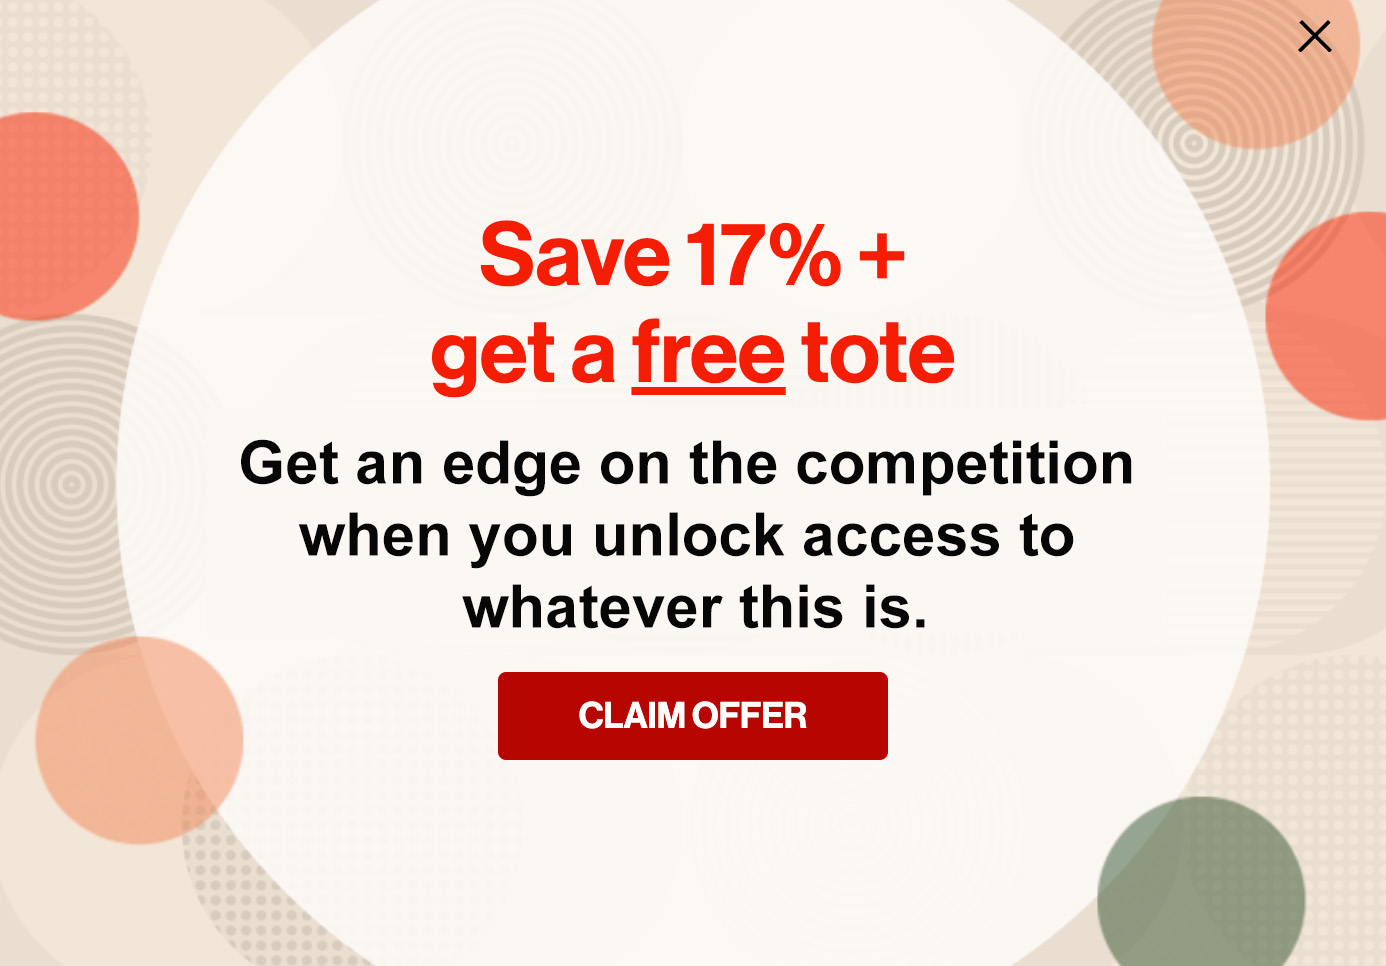 Save 17% +
get a free tote
Get an edge on the competition
when you unlock access to
whatever this is.
CLAIM OFFER